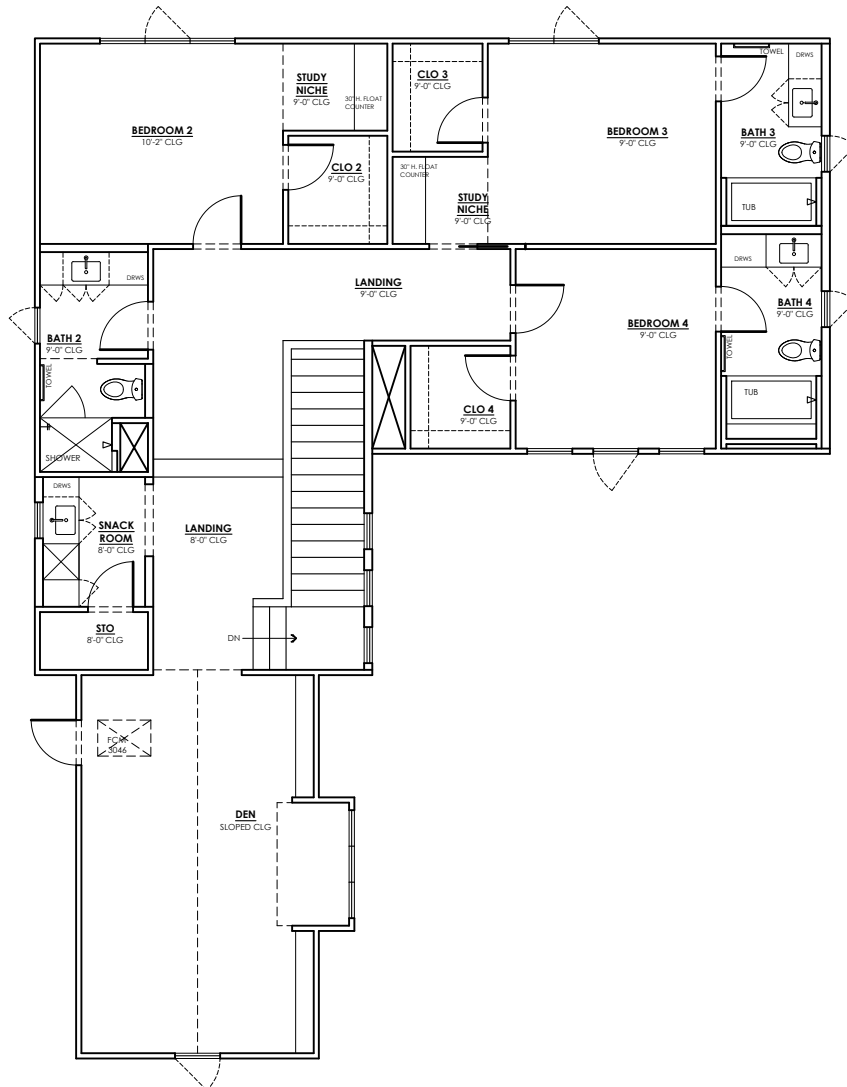 BEDROOM 2
10'-2" CLG
STUDY
NICHE
9'-0" CLG
30" H. FLOAT
COUNTER
CLO 3
9'-0" CLG
BEDROOM 3
9'-0" CLG
TOWEL
DRWS
BATH 3
9'-0" CLG
TUB
CLO 2
9'-0" CLG
30" H. FLOAT
COUNTER
STUDY
NICHE
9'-0" CLG
DRWS
BATH 2
9'-0" CLG
TOWEL
SHOWER
LANDING
9'-0" CLG
BEDROOM 4
9'-0" CLG
DRWS
BATH 4
9'-0" CLG
TOWEL
TUB
CLO 4
9'-0" CLG
DRWS
SNACK
ROOM
8'-0" CLG
LANDING
8'-0" CLG
STO
8'-0" CLG
DN
3046
DEN
SLOPED CLG